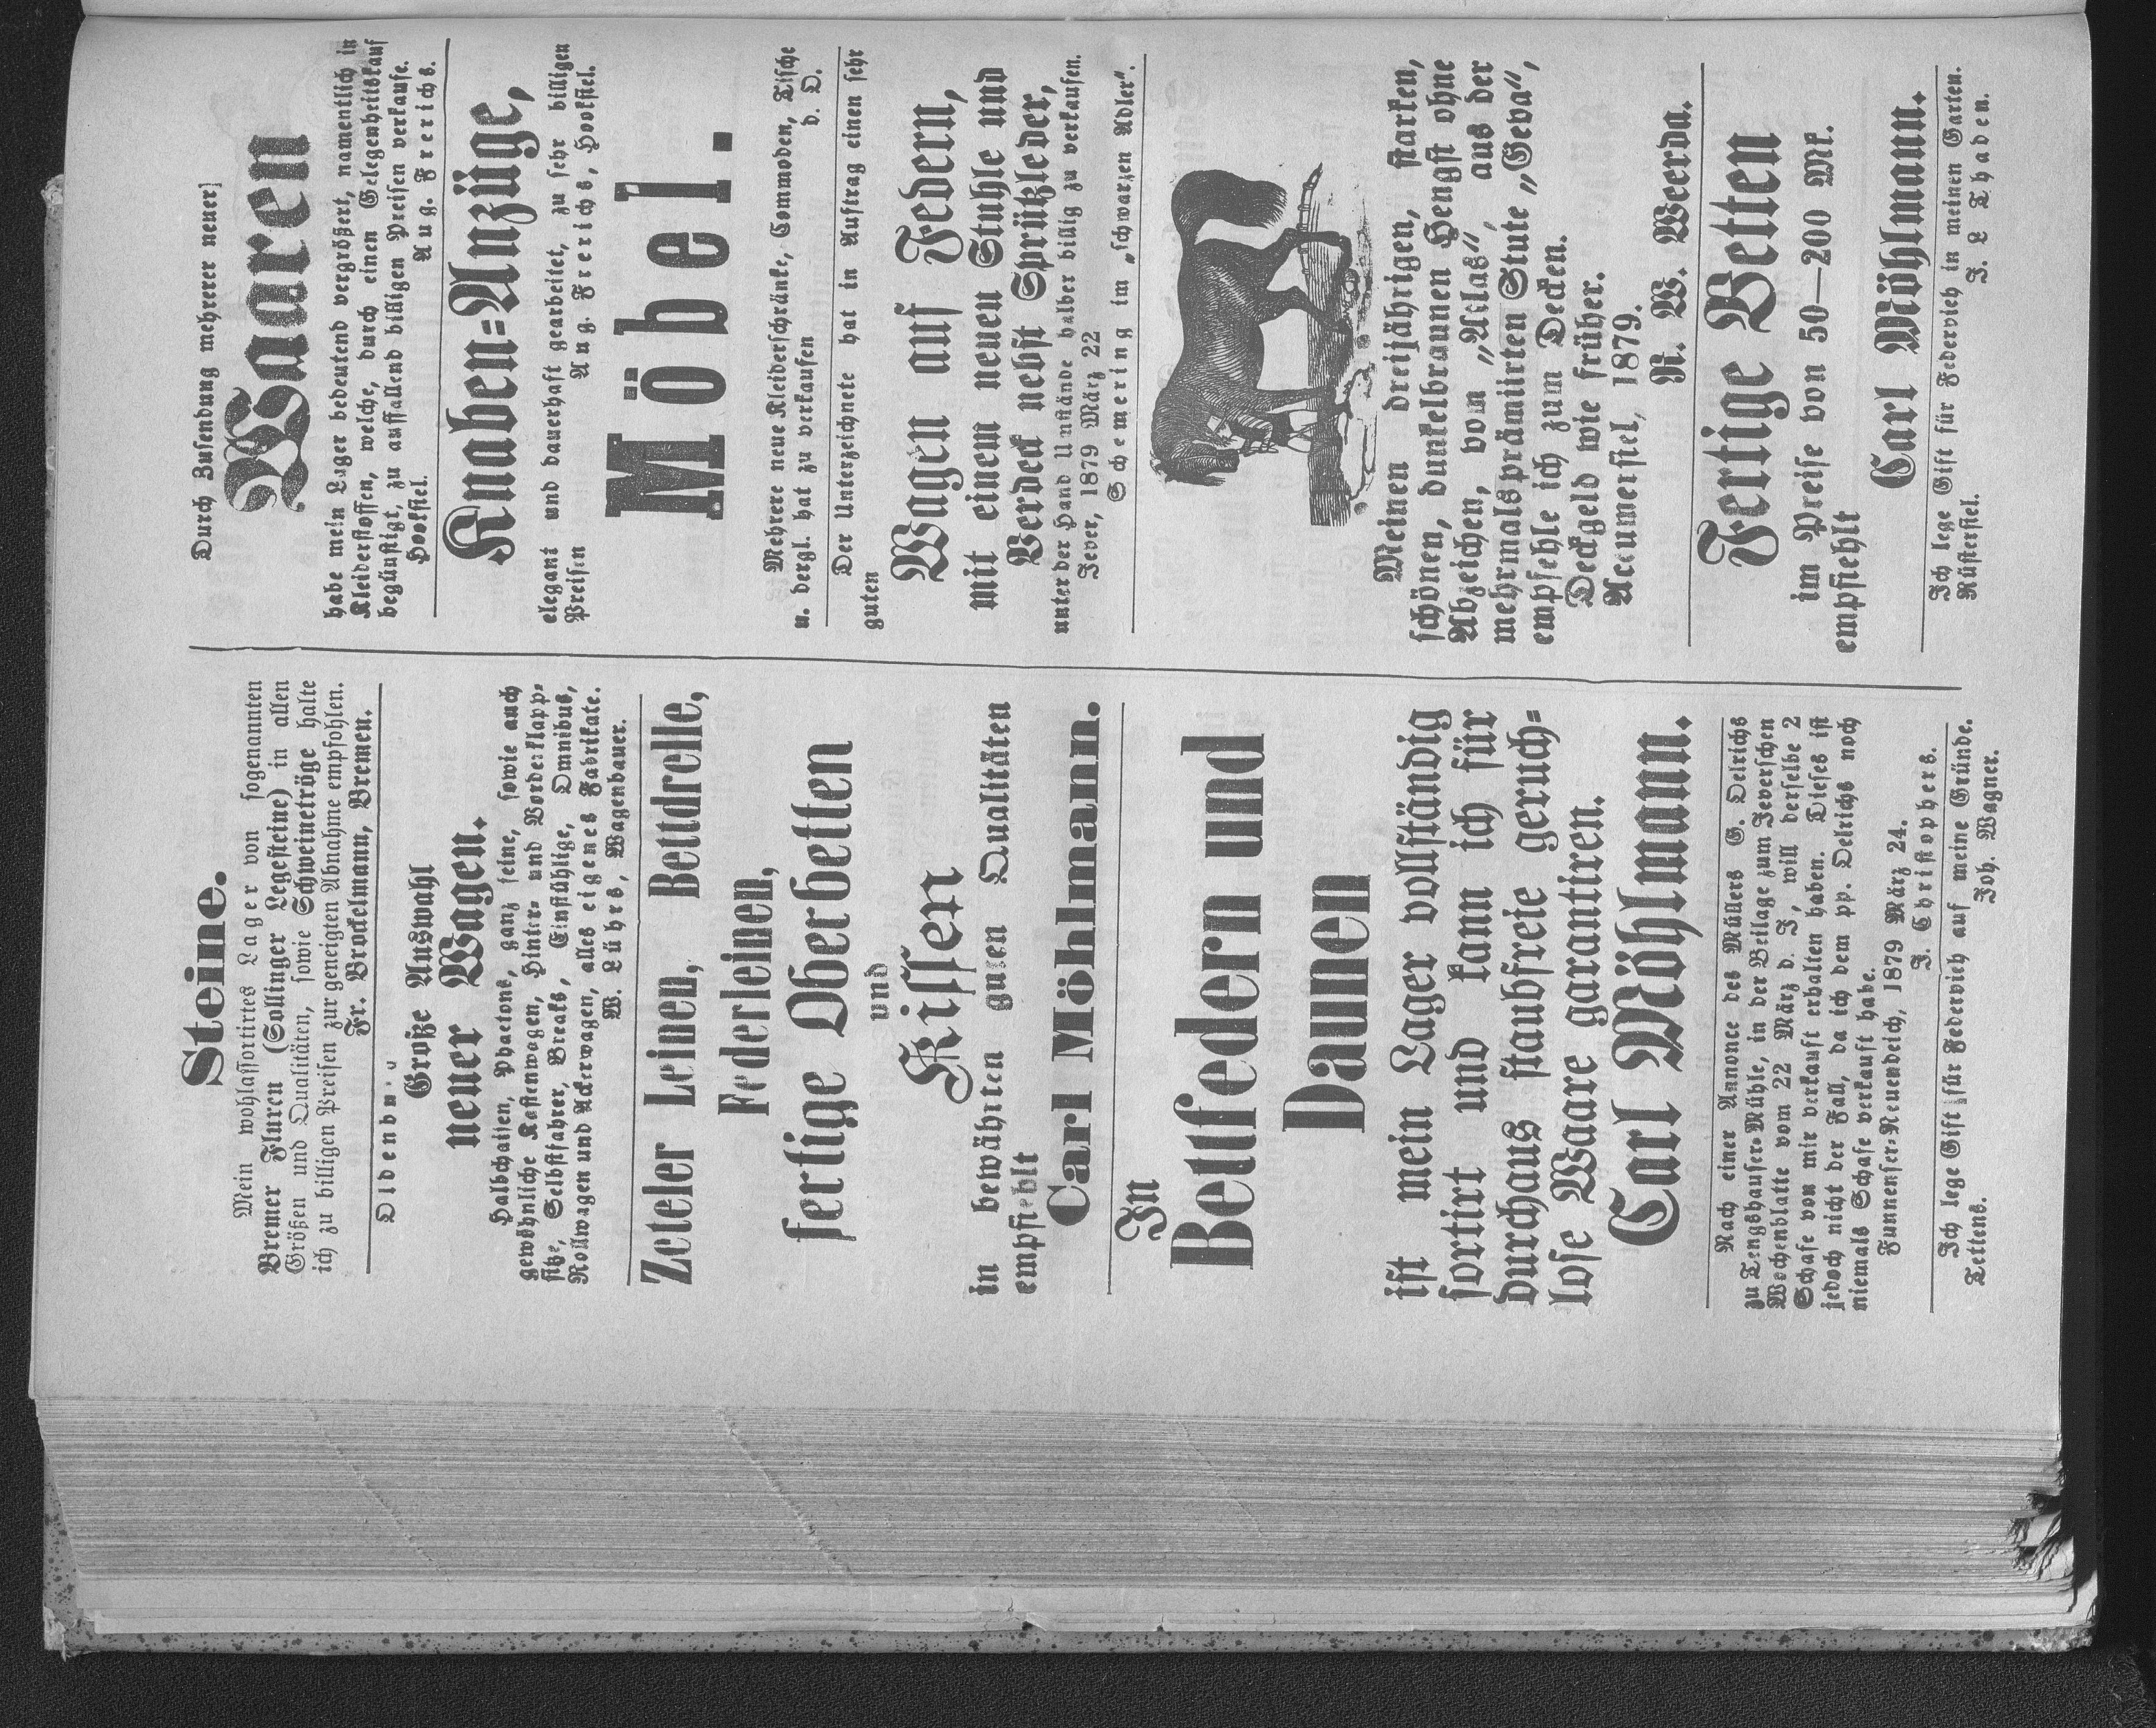 Steine.
Mein wohlassortirtes Lager von sogenannten
Bremer Fluren (Sollinger Legesteine) in allen
Größen und Qualitäten, sowie Schweinetröge halte
ich zu billigen Preisen zur geneigten Abnahme empfohlen.
Fr. Brockelmann, Bremen.
Große Auswahl
neuer Wagen.
Halbchaisen, Phaetons, ganz feine, sowie auch
gewöhnliche Kastenwagen, Hinter= und Vorderklapp=
sitze, Selbstfahrer, Breaks, Einstühlige, Omnibus,
Rollwagen und Ackerwagen, alles eigenes Fabrikate.
W. Lührs, Wagenbauer.
Zeteler Leinen, Bettdrelle,
Federleinen,
fertige Oberbetten
und
Kissen
in bewährten guten Qualitäten
empfiehlt
Carl Möhlmann.
In
Bettfedern und
Daunen
ist mein Lager vollständig
sortirt und kann ich für
durchaus staubfreie geruch=
lose Waare garantiren.
Carl Möhlmann.
Nach einer Annonce des Müllers G. Oelrichs
zu Tengshauser=Mühle, in der Beilage zum Jeverschen
Wochenblatte vom 22 März d. J, will derselbe 2
Schafe von mir verkauft erhalten haben. Dieses ist
jedoch nicht der Fall, da ich dem pp. Oelrichs noch
niemals Schafe verkauft habe.
Funnenser=Neuendeich, 1879 März 24.
J. Christophers.
Ich lege Gift für Federvieh auf meine Gründe.
Tettens. Joh. Wagner.
Durch Zusendung mehrerer neuer
Waaren
habe mein Lager bedeutend vergrößert, namentlich in
Kleiderstoffen, welche, durch einen Gelegenheitskauf
begünstigt, zu auffallend billigen Preisen verkaufe.
Hooksiel. Aug. Frerichs.
Knaben=Anzüge,
elegant und dauerhaft gearbeitet, zu sehr billigen
Preisen Aug. Frerichs, Hooksiel.
Möbel.
Mehrere neue Kleiderschränke, Commoden, Tische
u. dergl. hat zu verkaufen d. O.
Der Unterzeichnete hat in Auftrag einen sehr
guten
Wagen auf Federn,
mit einem neuen Stuhle und
Verdeck nebst Sprützleder,
unter der Hand Umstände halber billig zu verkaufen.
Jever, 1879 März 22
Schemering im „schwarzen Adler“.
Meinen dreijährigen, starken,
schönen, dunkelbraunen Hengst ohne
Abzeichen, vom „Atlas“, aus der
mehrmals prämiirten Stute „Geva“,
empfehle ich zum Decken.
Deckgeld wie früher.
Accumersiel, 1879.
R. W. Weerda.
Fertige Betten
im Preise von 50—200 Mk.
empfiehlt
Carl Möhlmann.
Ich lege Gift für Federvieh in meinen Garten.
Rüstersiel. J. L Thaden.